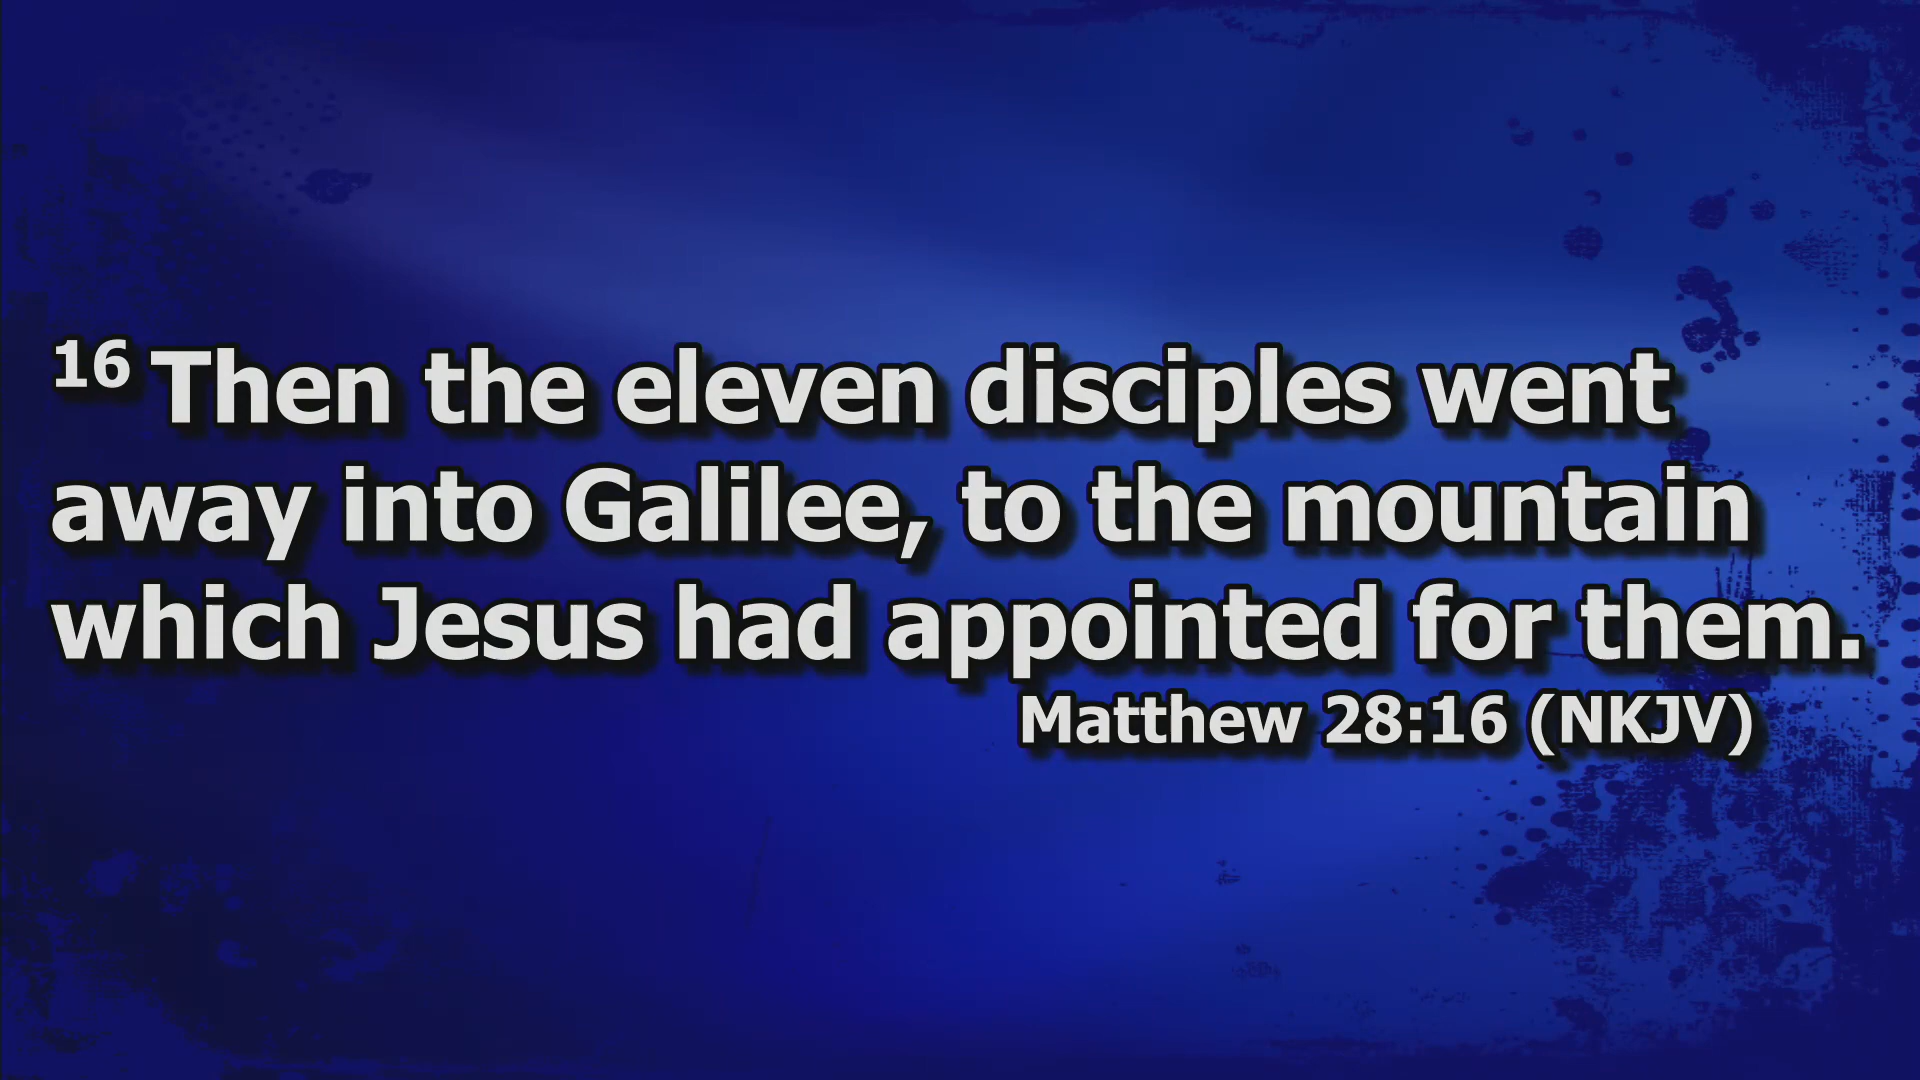 16 Then the eleven disciples went
away into Galilee, to the mountain
which Jesus had appointed for them.
Matthew 28:16 (NKJV)